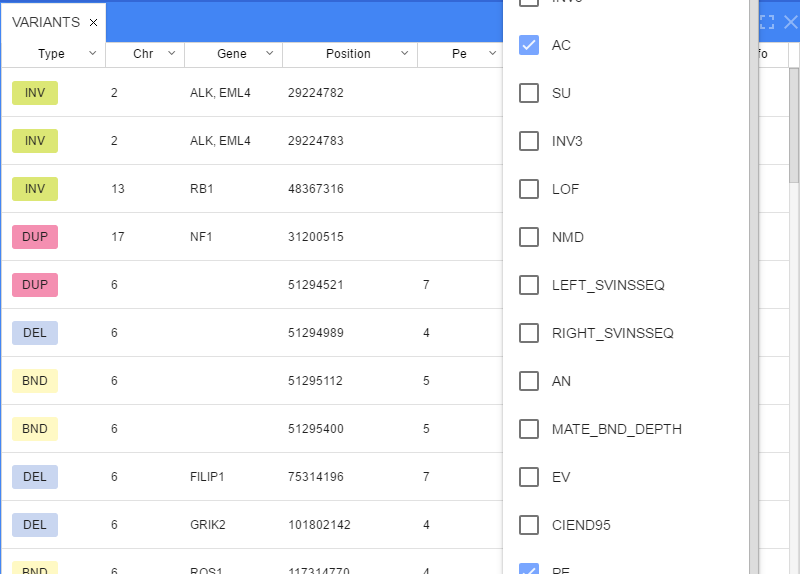 VARIANTS
Type Chr Gene Position Pe fo
INV 2 ALK, EML4 29224782
INV 2 ALK, EML4 29224783
INV 13 RB1 48367316
DUP 17 NF1 31200515
DUP 6 51294521 7
DEL 6 51294989 4
BND 6 51295112 5
BND 6 51295400 5
DEL 6 FILIP1 75314196 7
DEL 6 GRIK2 101802142 4
BND 6 ROS1 117314770 4
AC
SU
INV3
LOF
NMD
LEFT_SVINSSEQ
RIGHT_SVINSSEQ
AN
MATE_BND_DEPTH
EV
CIEND95
PE